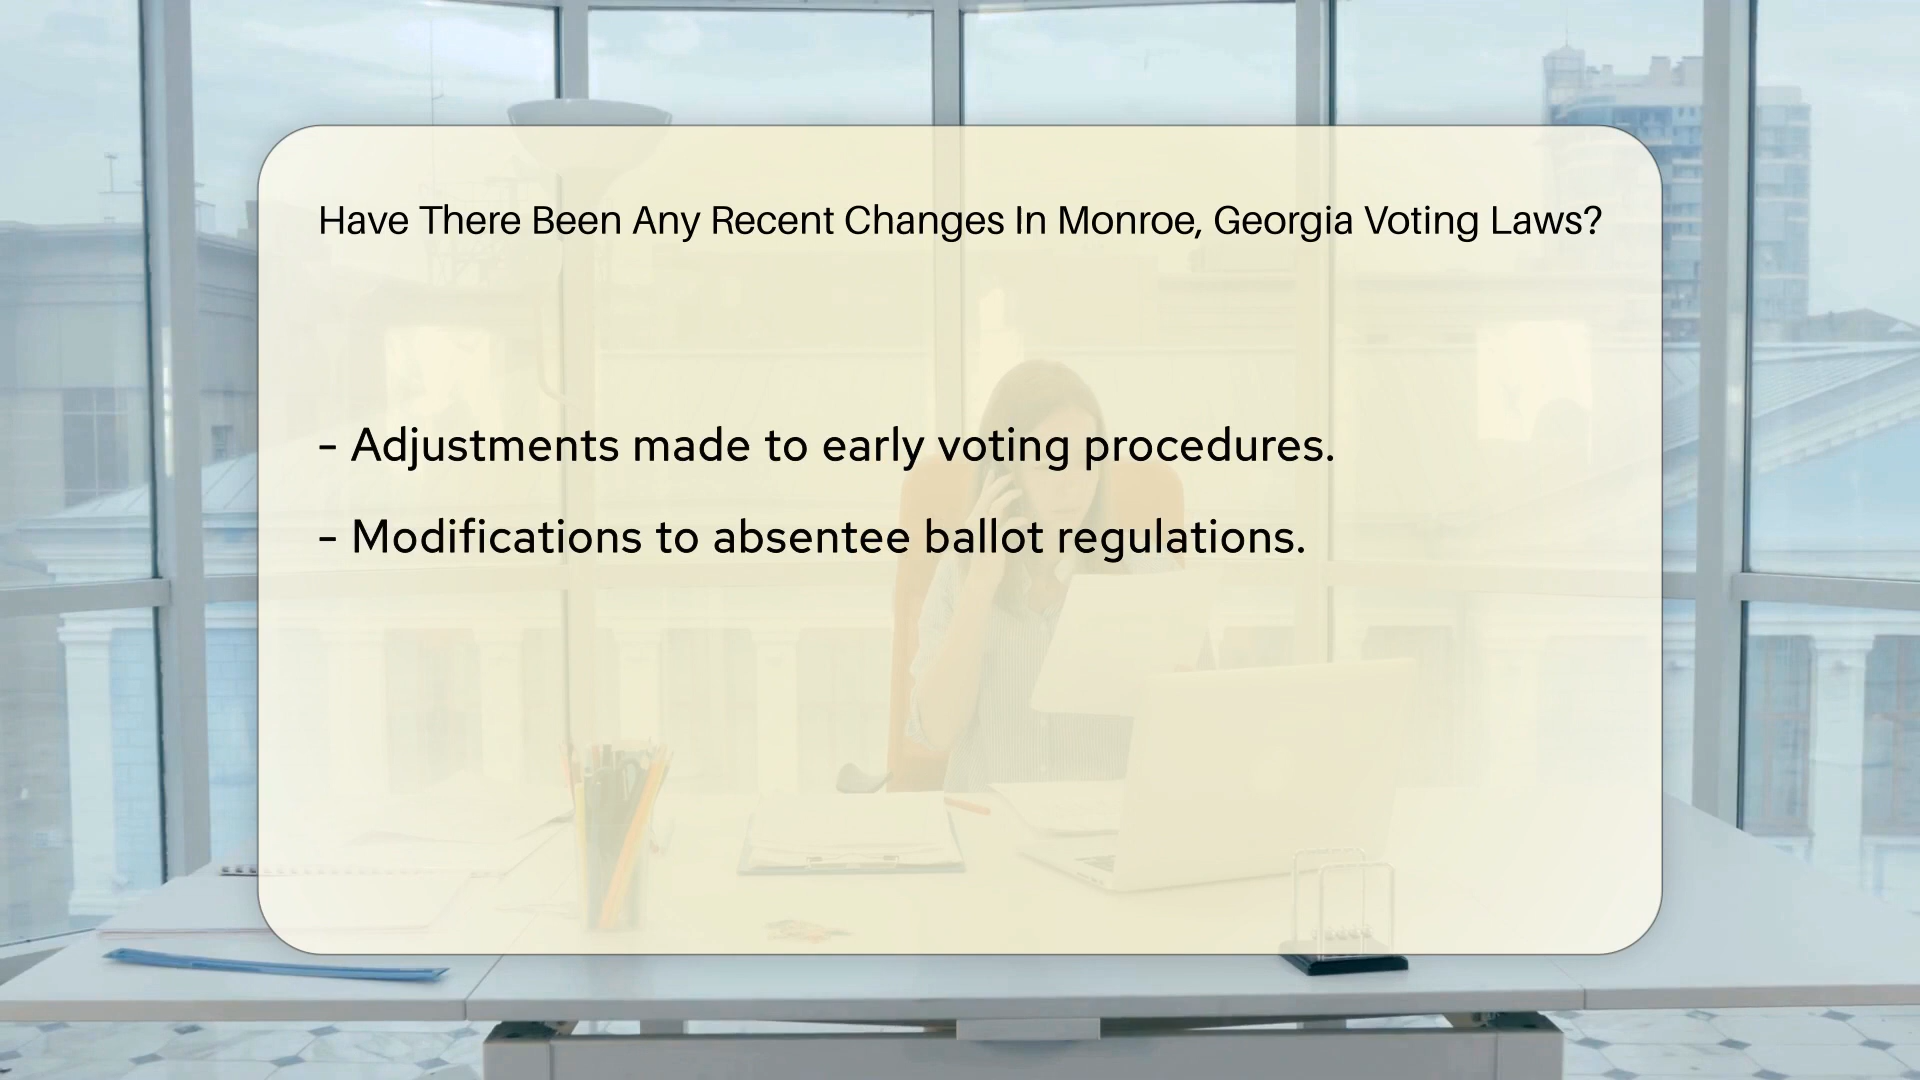 Have There Been Any Recent Changes In Monroe, Georgia Voting Laws?
- Adjustments made to early voting procedures.
- Modifications to absentee ballot regulations.